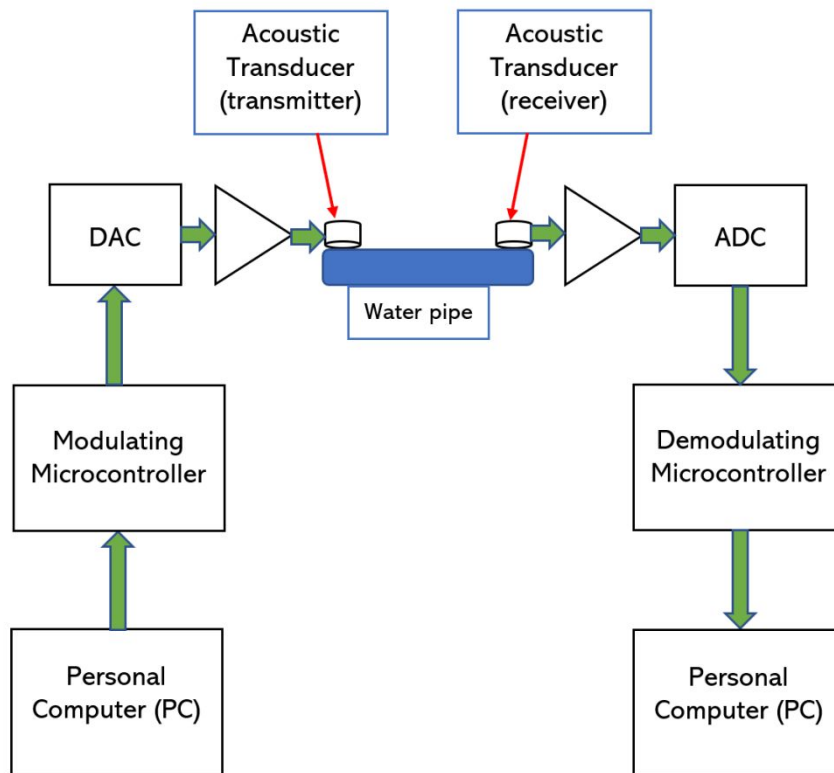 Acoustic
Transducer
(transmitter)
Acoustic
Transducer
(receiver)
DAC
ADC
Water pipe
Modulating
Microcontroller
Demodulating
Microcontroller
Personal
Computer (PC)
Personal
Computer (PC)